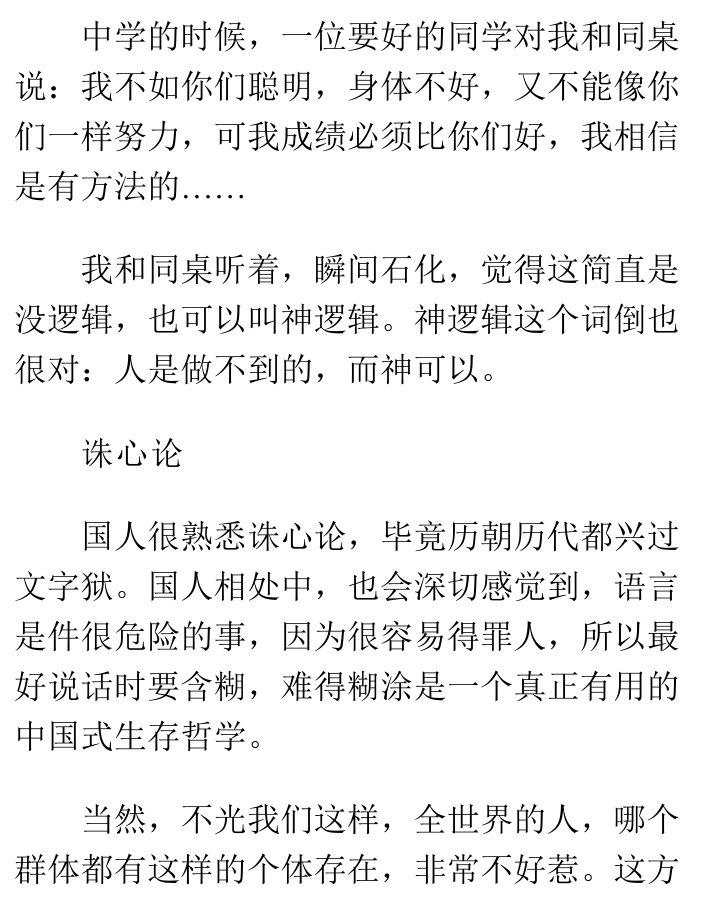 中学的时候，一位要好的同学对我和同桌
说：我不如你们聪明，身体不好，又不能像你
们一样努力，可我成绩必须比你们好，我相信
是有方法的……
我和同桌听着，瞬间石化，觉得这简直是
没逻辑，也可以叫神逻辑。神逻辑这个词倒也
很对：人是做不到的，而神可以。
诛心论
国人很熟悉诛心论，毕竟历朝历代都兴过
文字狱。国人相处中，也会深切感觉到，语言
是件很危险的事，因为很容易得罪人，所以最
好说话时要含糊，难得糊涂是一个真正有用的
中国式生存哲学。
当然，不光我们这样，全世界的人，哪个
群体都有这样的个体存在，非常不好惹。这方